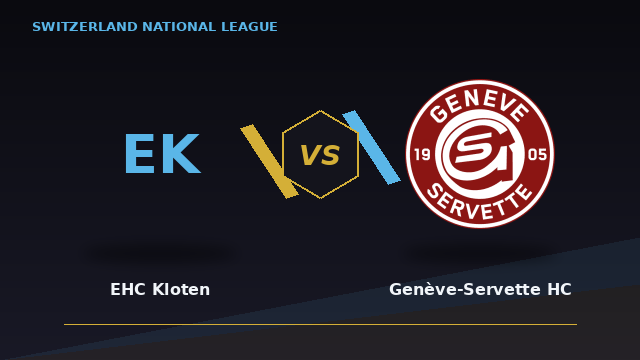 SWITZERLAND NATIONAL LEAGUE
EK
VS
GENEVE
19 05
SERVETTE
EHC Kloten
Genève-Servette HC